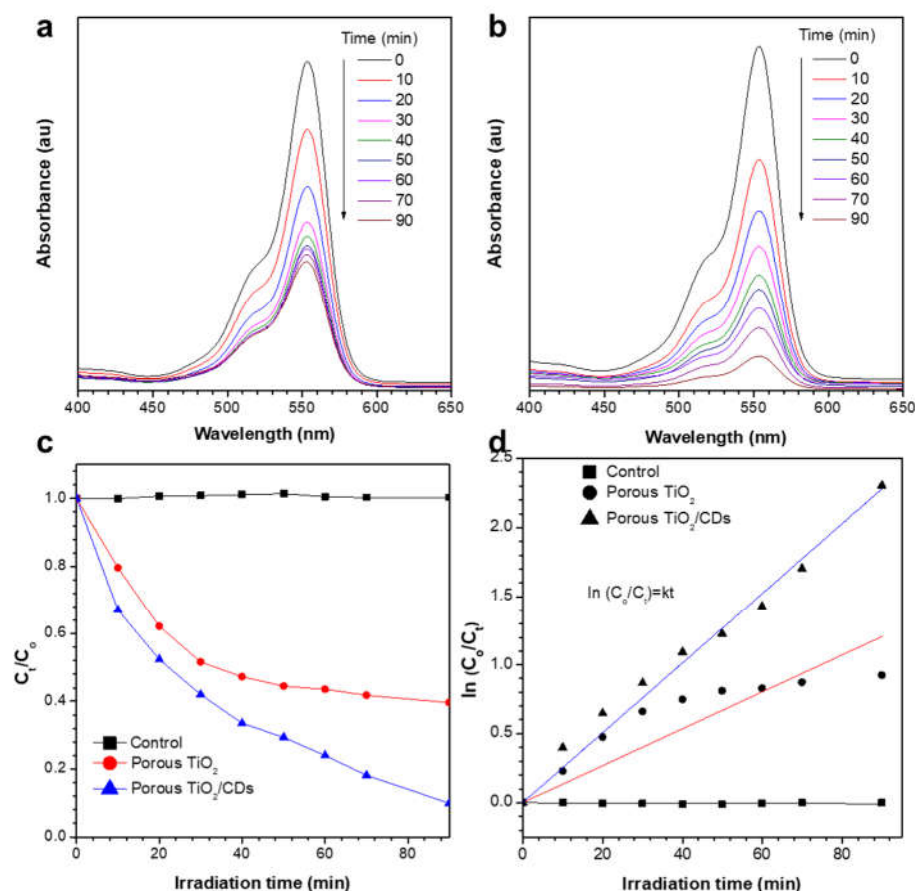 a
Time (min)
0
10
20
30
40
50
60
70
90
Absorbance (au)
400 450 500 550 600 650
Wavelength (nm)
b
Time (min)
0
10
20
30
40
50
60
70
90
Absorbance (au)
400 450 500 550 600 650
Wavelength (nm)
c
1.0
0.8
0.6
0.4
0.2
0.0
Cₜ/Cₒ
Control
Porous TiO₂
Porous TiO₂/CDs
0 20 40 60 80
Irradiation time (min)
d
2.5
2.0
1.5
1.0
0.5
0.0
ln (Cₒ/Cₜ)
Control
Porous TiO₂
Porous TiO₂/CDs
ln (Cₒ/Cₜ)=kt
0 20 40 60 80
Irradiation time (min)